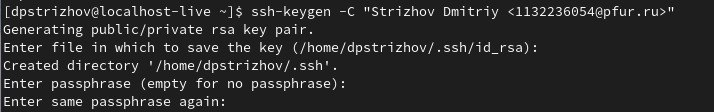 [dpstrizhov@localhost-live ~]$ ssh-keygen -C "Strizhov Dmitriy <1132236054@pfur.ru>"
Generating public/private rsa key pair.
Enter file in which to save the key (/home/dpstrizhov/.ssh/id_rsa):
Created directory '/home/dpstrizhov/.ssh'.
Enter passphrase (empty for no passphrase):
Enter same passphrase again: